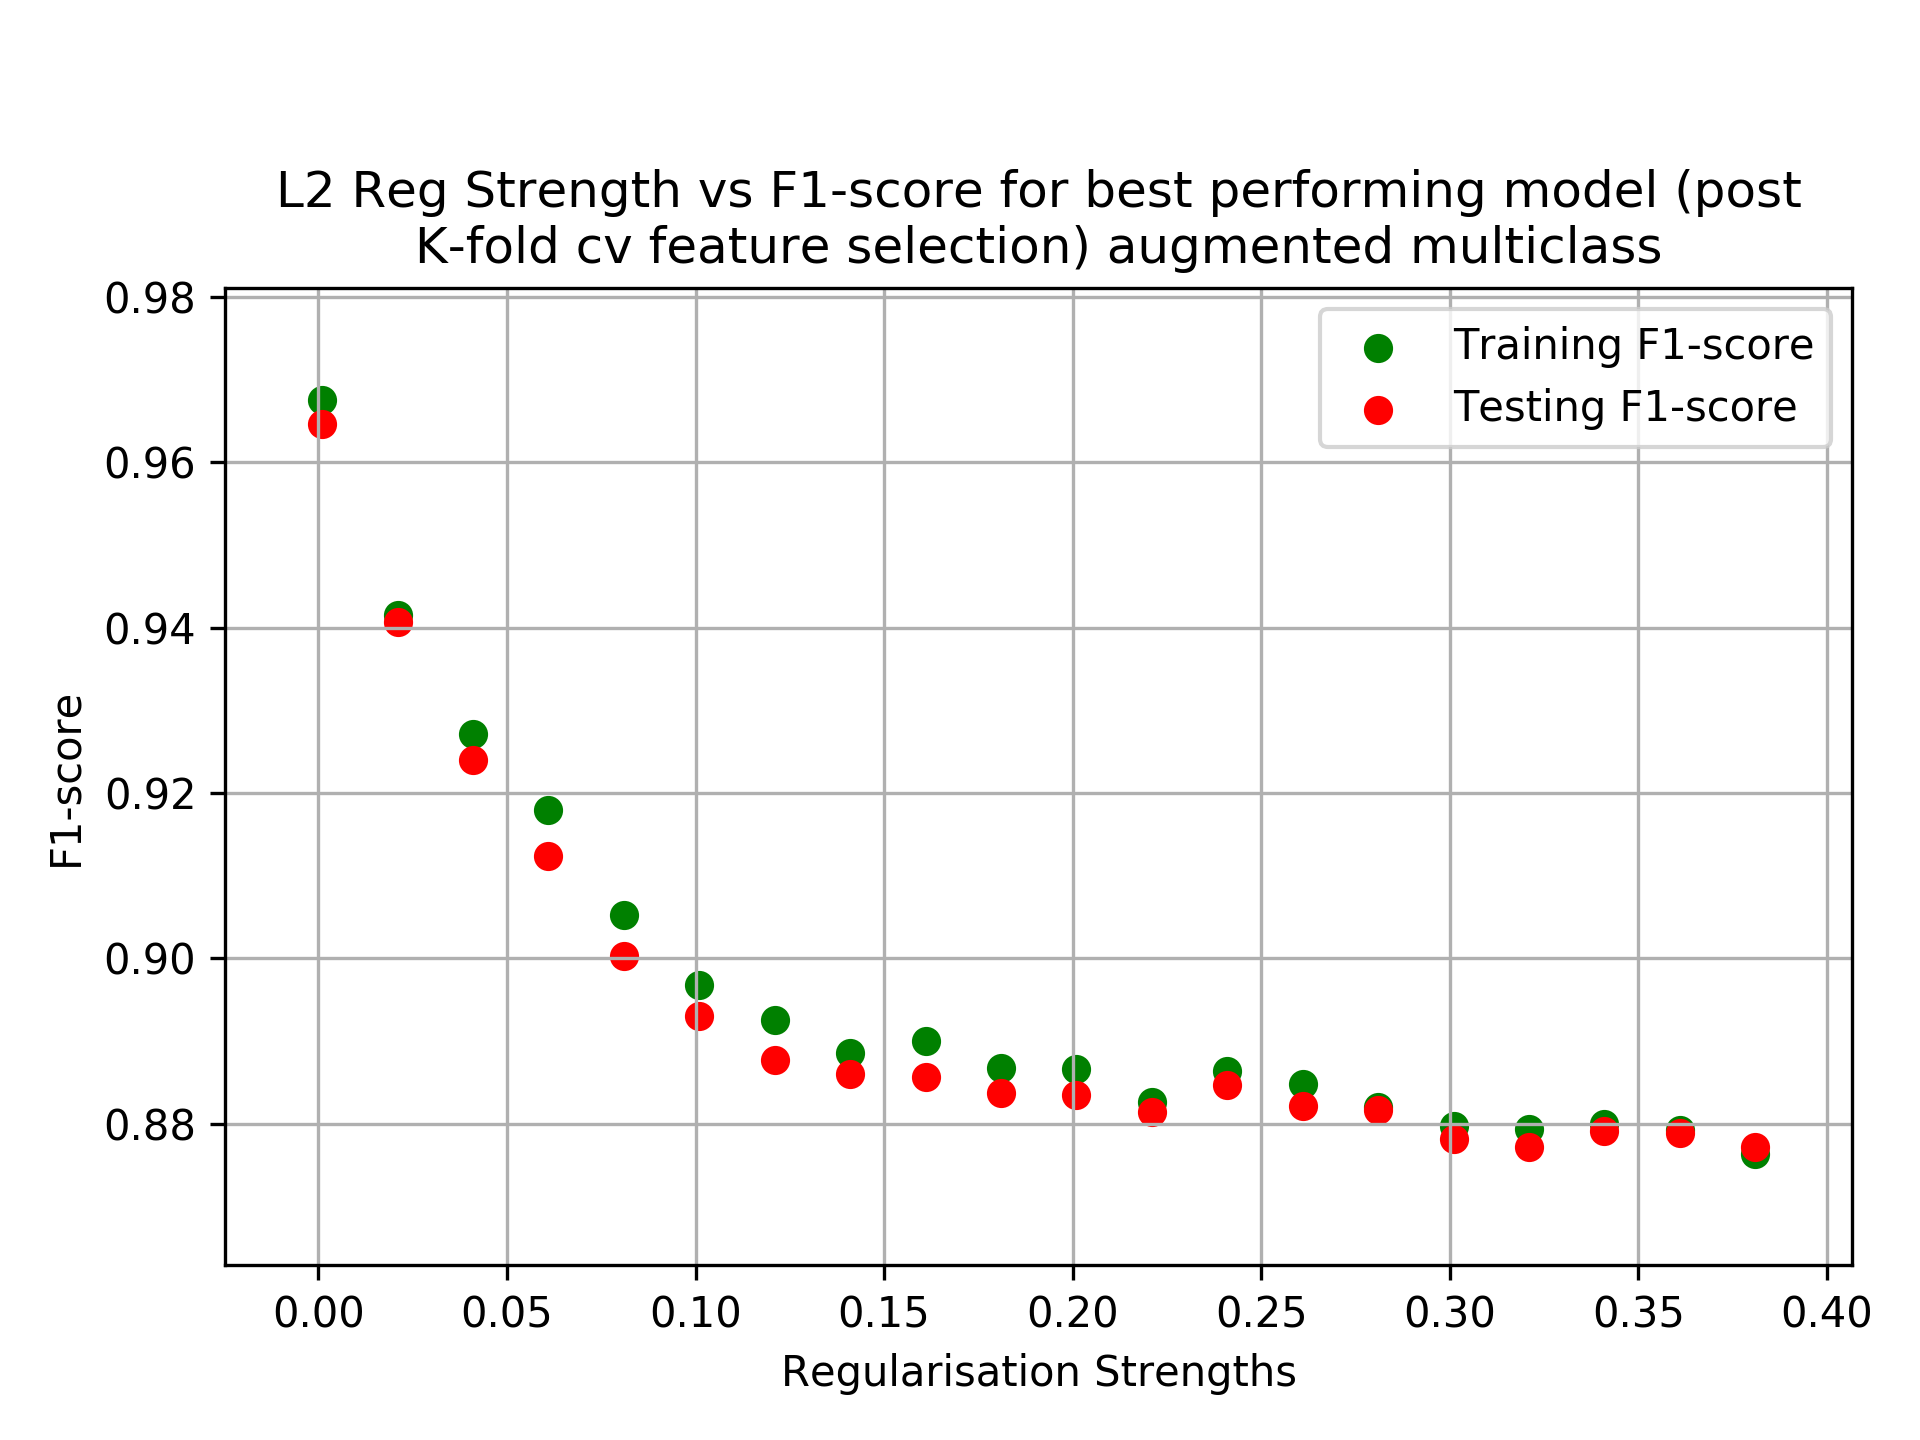 L2 Reg Strength vs F1-score for best performing model (post
K-fold cv feature selection) augmented multiclass
Training F1-score
Testing F1-score
F1-score
0.98
0.96
0.94
0.92
0.90
0.88
0.00 0.05 0.10 0.15 0.20 0.25 0.30 0.35 0.40
Regularisation Strengths